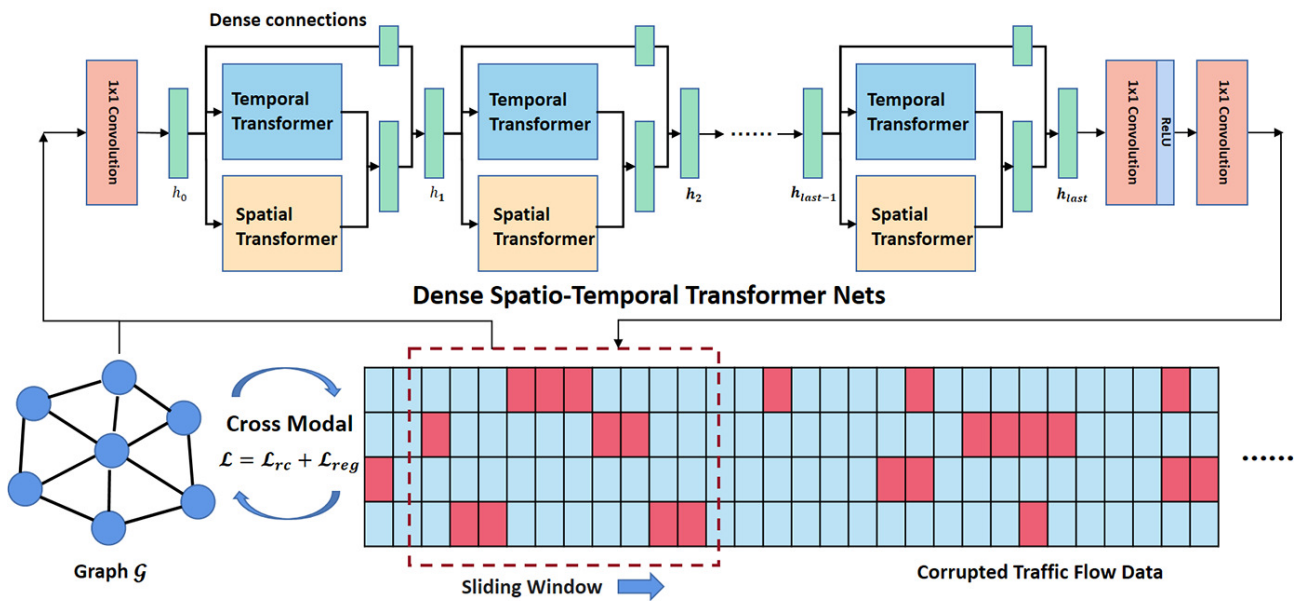 Dense connections
1x1 Convolution
h₀
Temporal
Transformer
Spatial
Transformer
h₁
Temporal
Transformer
Spatial
Transformer
h₂
......
hlast−1
Temporal
Transformer
Spatial
Transformer
hlast
1x1 Convolution
ReLU
1x1 Convolution
Dense Spatio-Temporal Transformer Nets
Cross Modal
ℒ = ℒrc + ℒreg
......
Graph 𝒢
Sliding Window
Corrupted Traffic Flow Data